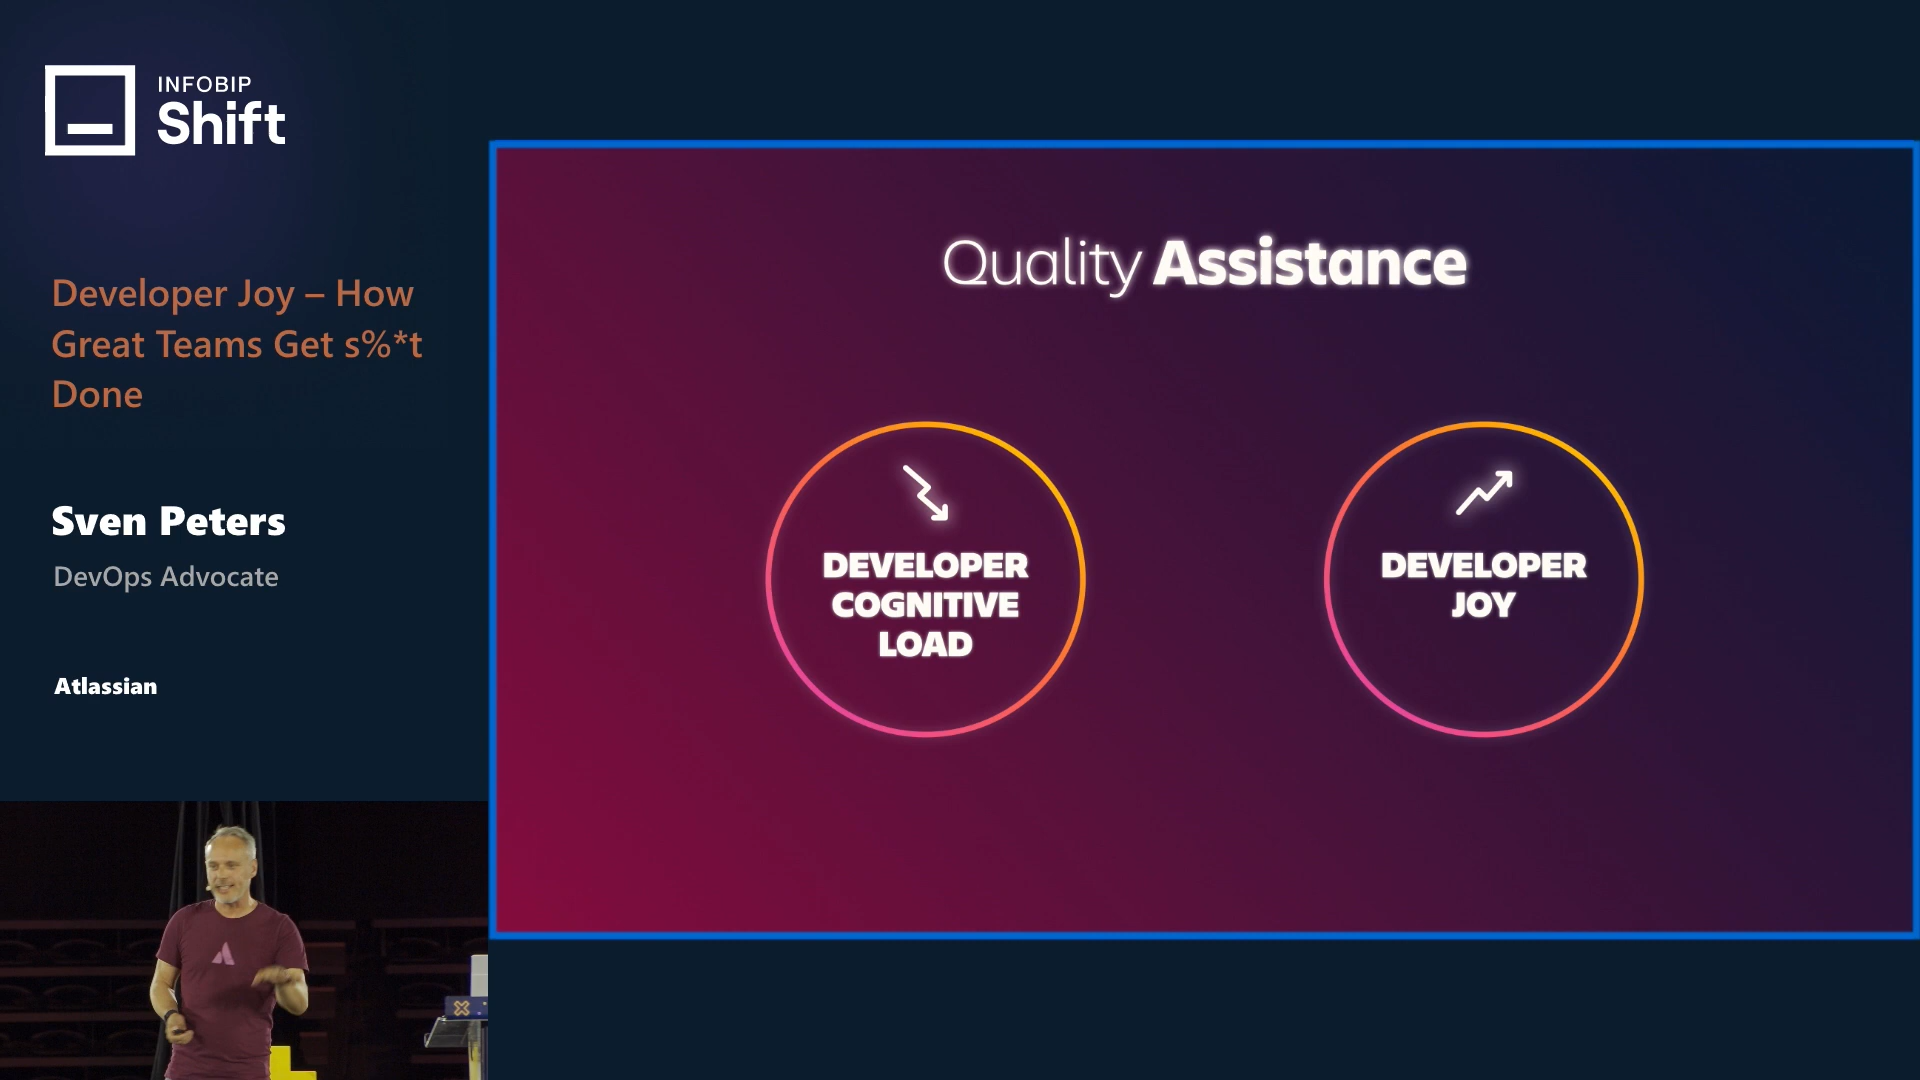 INFOBIP
Shift
Developer Joy – How
Great Teams Get s%*t
Done
Sven Peters
DevOps Advocate
Atlassian
Quality Assistance
DEVELOPER
COGNITIVE
LOAD
DEVELOPER
JOY